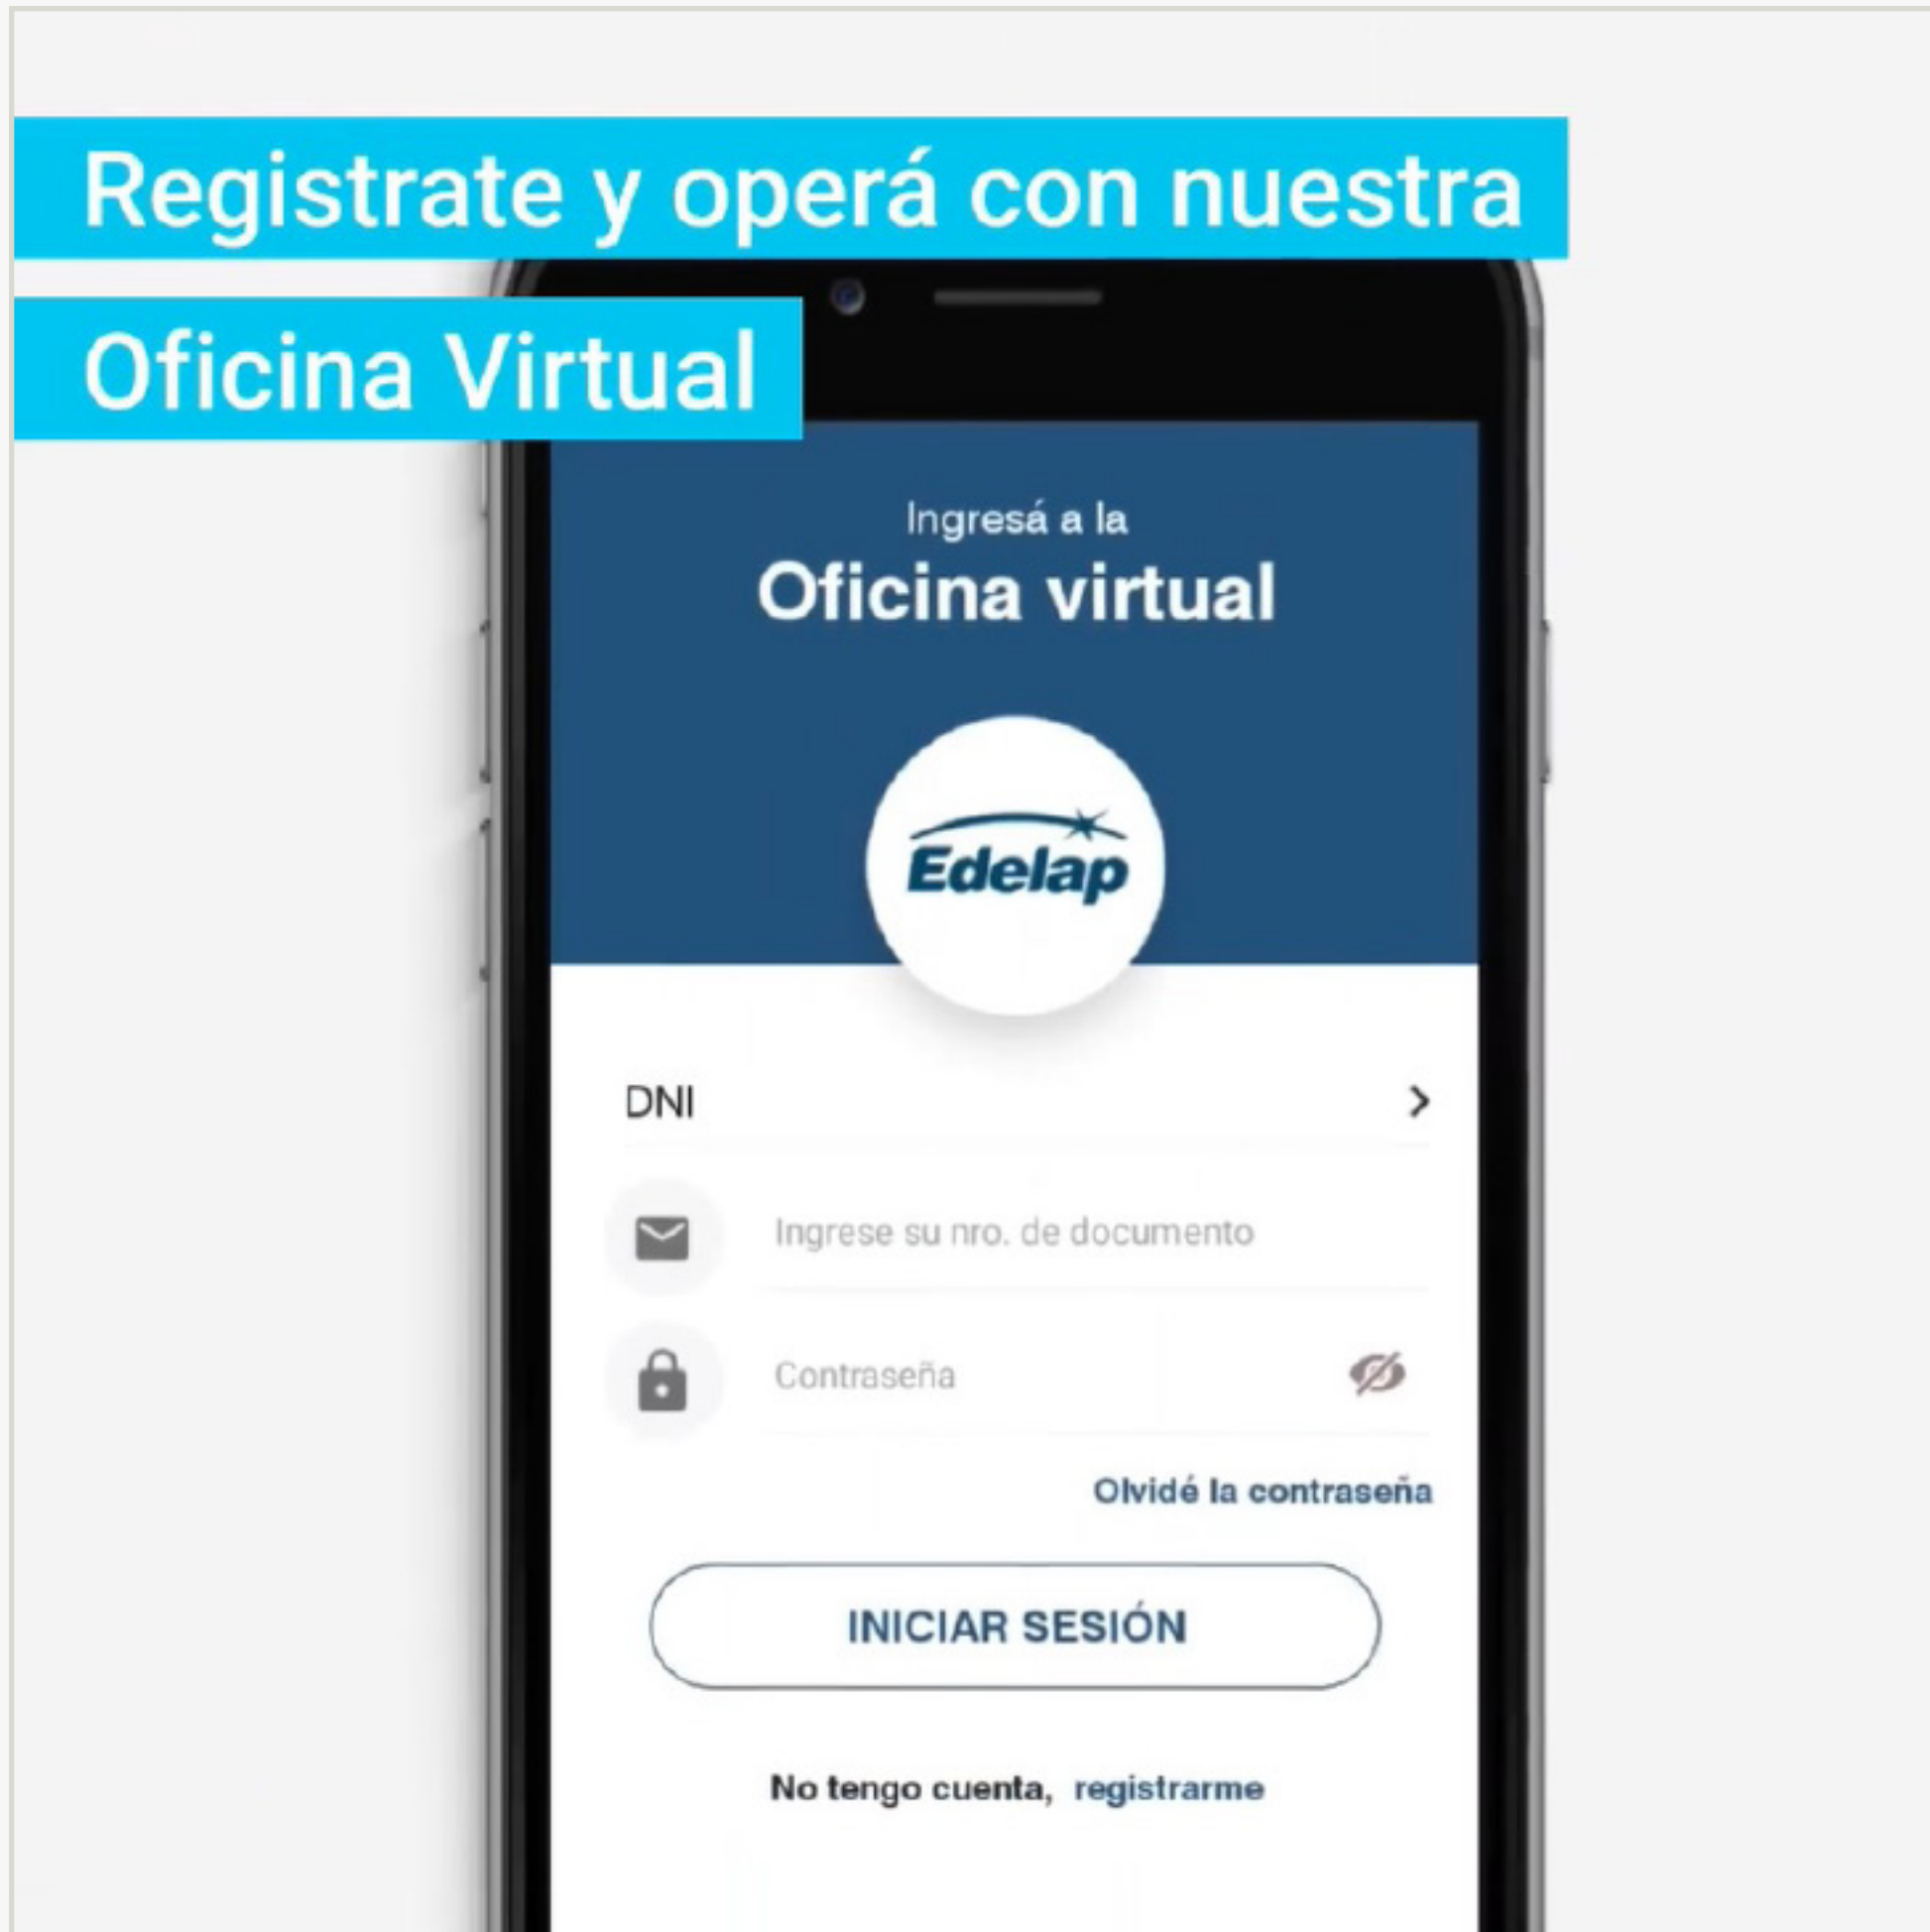 Registrate y operá con nuestra
Oficina Virtual
Ingresá a la
Oficina virtual
Edelap
DNI
Ingrese su nro. de documento
Contraseña
Olvidé la contraseña
INICIAR SESIÓN
No tengo cuenta, registrarme